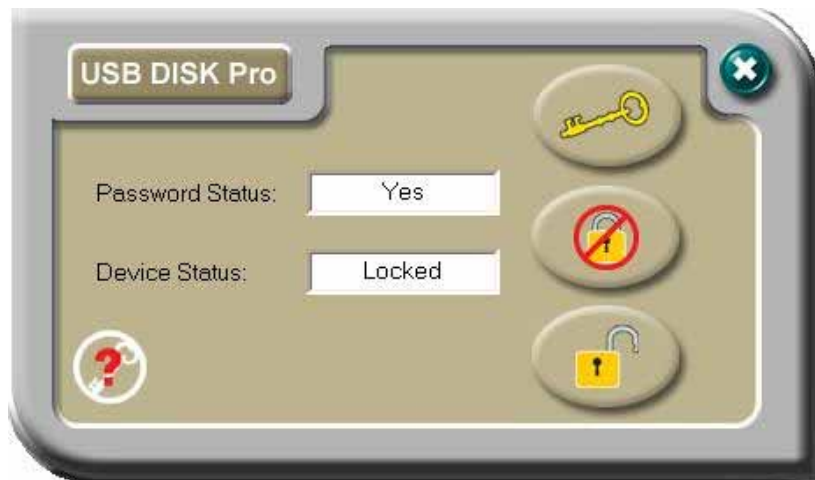 USB DISK Pro
Password Status: Yes
Device Status: Locked
?